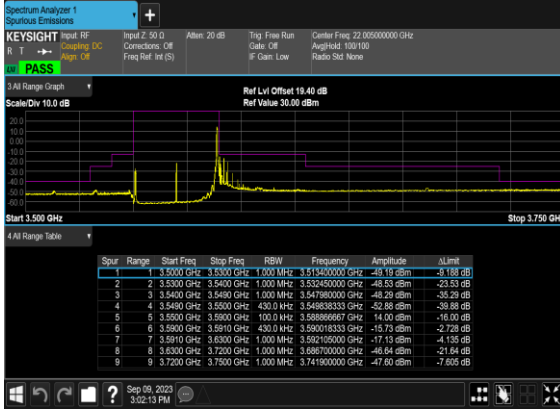 Spectrum Analyzer 1
Spurious Emissions
KEYSIGHT
R T
Input: RF
Coupling: DC
Align: Off
Input Z: 50 Ω
Corrections: Off
Freq Ref: Int (S)
Atten: 20 dB
Trig: Free Run
Gate: Off
IF Gain: Low
Center Freq: 22.005000000 GHz
Avg|Hold: 100/100
Radio Std: None
PASS
3 All Range Graph
Scale/Div 10.0 dB
Ref Lvl Offset 19.40 dB
Ref Value 30.00 dBm
20.0
10.0
0.00
-10.0
-20.0
-30.0
-40.0
-50.0
-60.0
Start 3.500 GHz
Stop 3.750 GH
4 All Range Table
Spur Range Start Freq Stop Freq RBW Frequency Amplitude ΔLimit
1 1 3.5000 GHz 3.5300 GHz 1.000 MHz 3.513400000 GHz -49.19 dBm -9.188 dB
2 2 3.5300 GHz 3.5400 GHz 1.000 MHz 3.532450000 GHz -48.53 dBm -23.53 dB
3 3 3.5400 GHz 3.5490 GHz 1.000 MHz 3.547980000 GHz -48.29 dBm -35.29 dB
4 4 3.5490 GHz 3.5500 GHz 430.0 kHz 3.549838333 GHz -52.88 dBm -39.88 dB
5 5 3.5500 GHz 3.5900 GHz 100.0 kHz 3.588866667 GHz 14.00 dBm -16.00 dB
6 6 3.5900 GHz 3.5910 GHz 430.0 kHz 3.590018333 GHz -15.73 dBm -2.728 dB
7 7 3.5910 GHz 3.6300 GHz 1.000 MHz 3.592105000 GHz -17.13 dBm -4.135 dB
8 8 3.6300 GHz 3.7200 GHz 1.000 MHz 3.686700000 GHz -46.64 dBm -21.64 dB
9 9 3.7200 GHz 3.7500 GHz 1.000 MHz 3.741900000 GHz -47.60 dBm -7.605 dB
?
Sep 09, 2023
3:02:13 PM